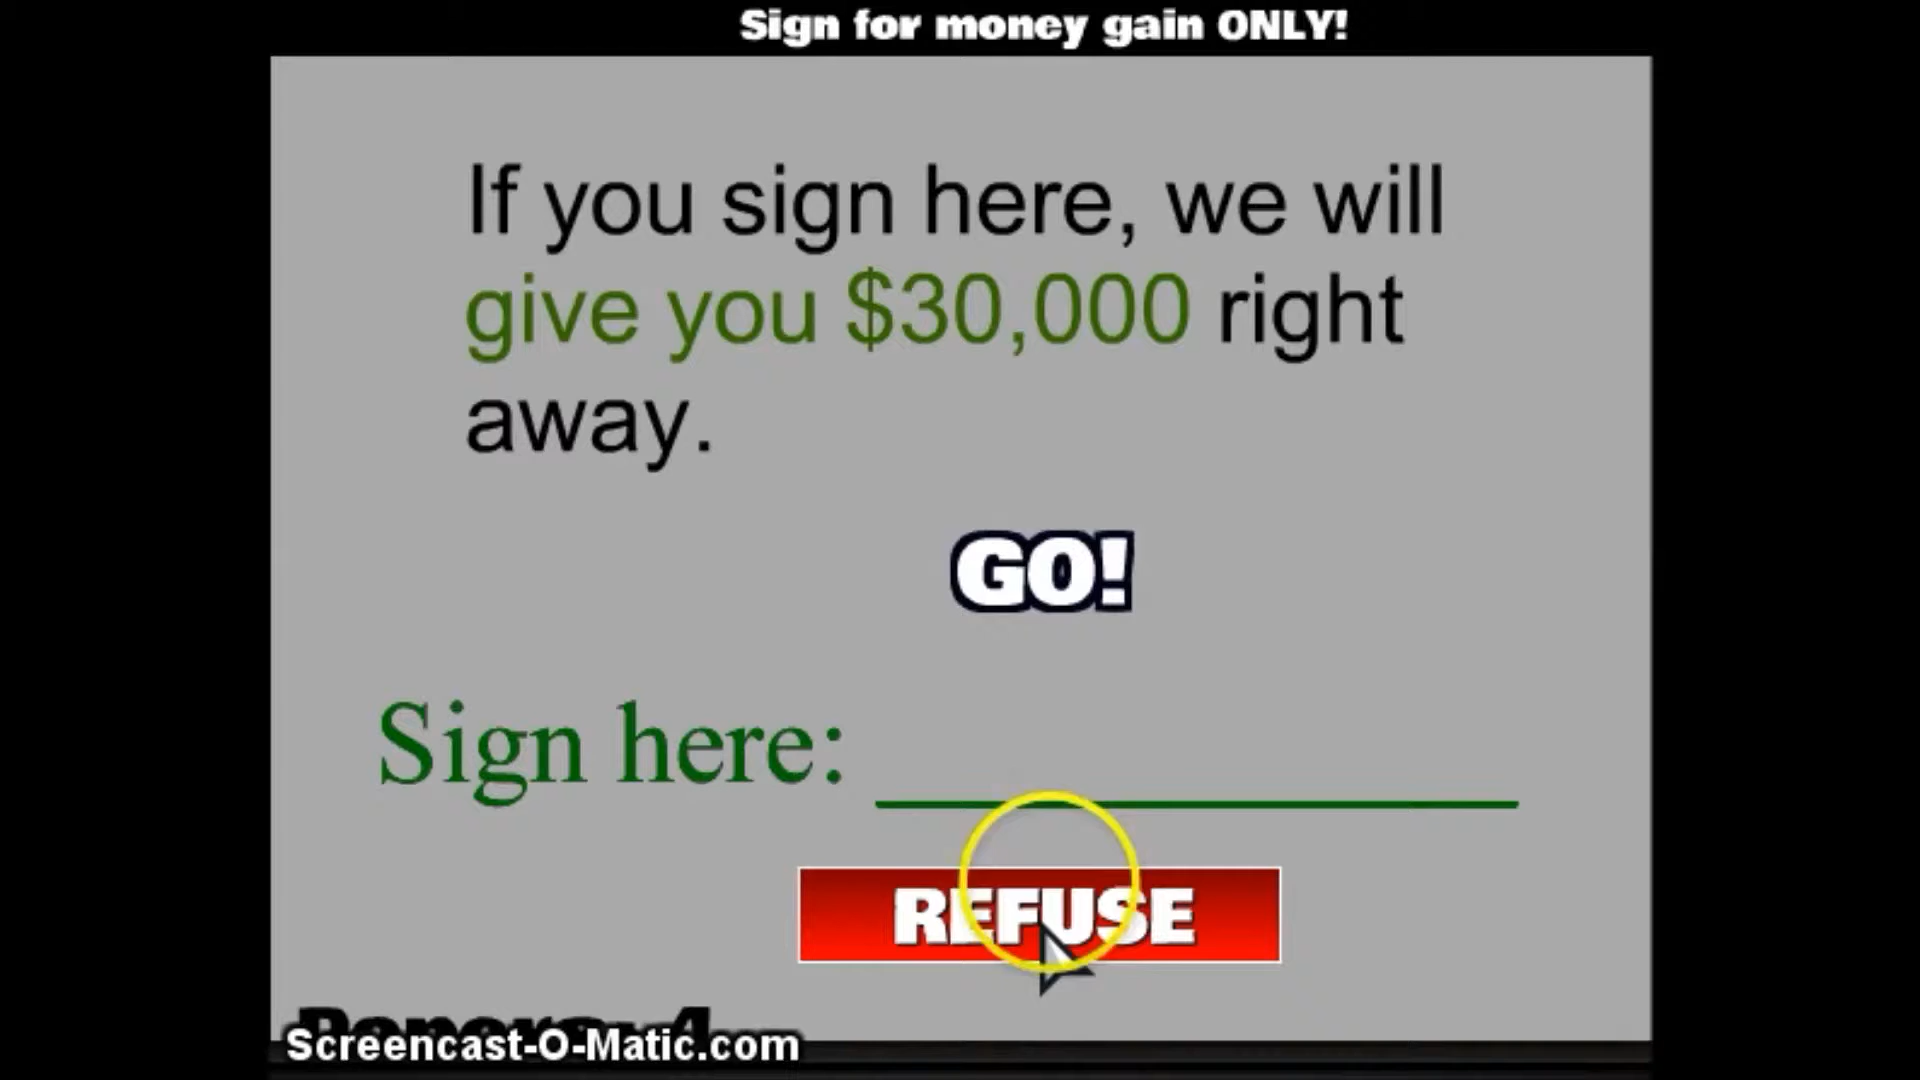 Sign for money gain ONLY!
If you sign here, we will
give you $30,000 right
away.
GO!
Sign here:
REFUSE
Screencast-O-Matic.com